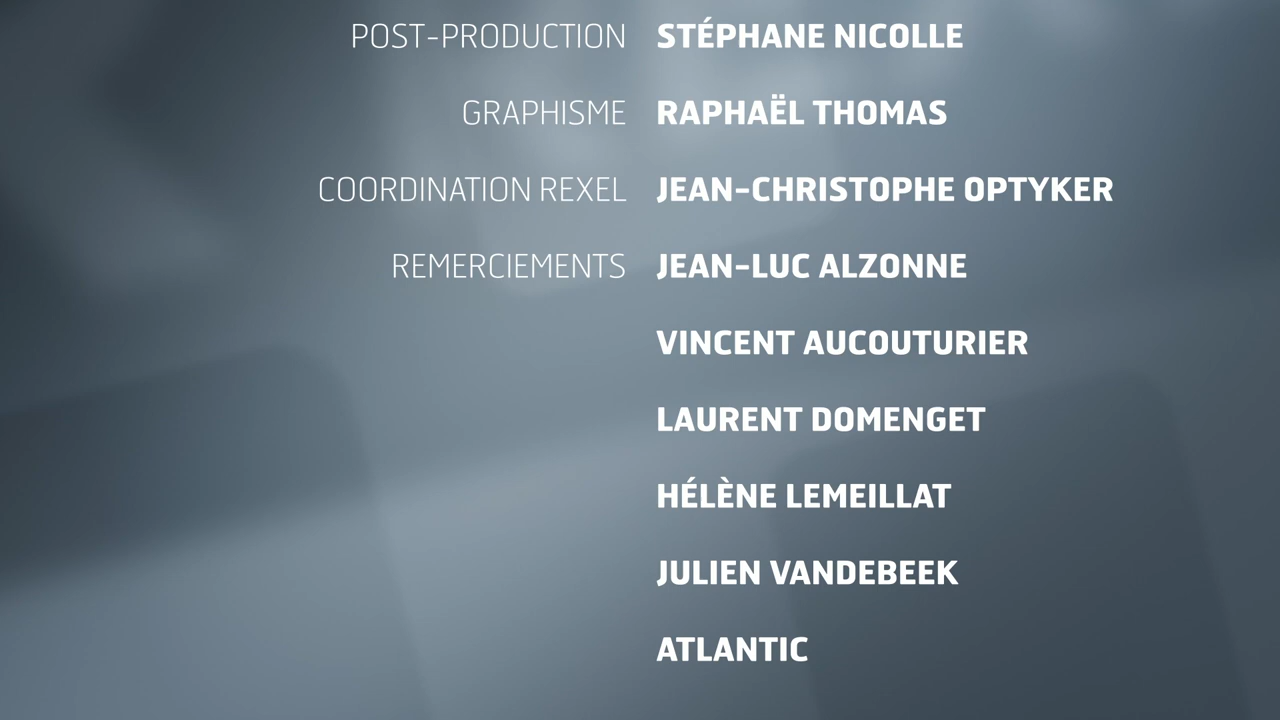 POST-PRODUCTION STÉPHANE NICOLLE
GRAPHISME RAPHAËL THOMAS
COORDINATION REXEL JEAN-CHRISTOPHE OPTYKER
REMERCIEMENTS JEAN-LUC ALZONNE
VINCENT AUCOUTURIER
LAURENT DOMENGET
HÉLÈNE LEMEILLAT
JULIEN VANDEBEEK
ATLANTIC